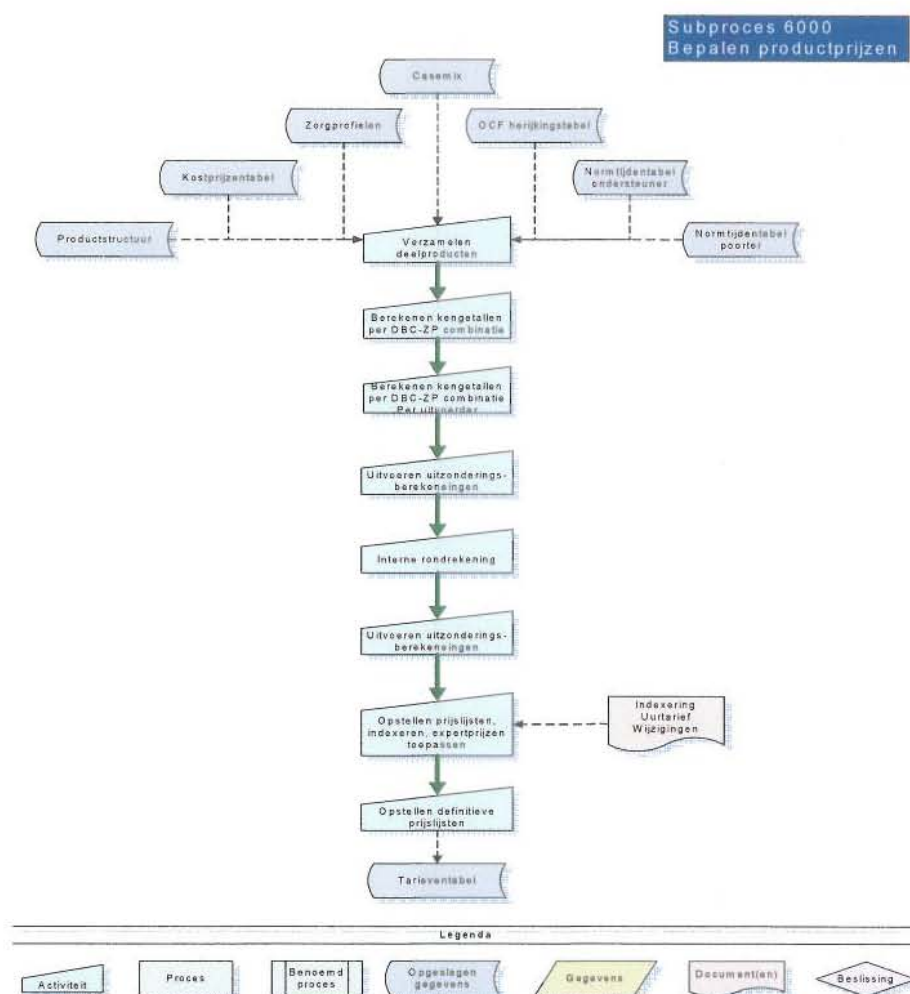 Subproces 6000
Bepalen productprijzen
Casemix
Zorgprofielen
OCF herijkingstabel
Kostprijzentabel
Normtijdentabel
ondersteuner
Productstructuur
Verzamelen
deelproducten
Normtijdentabel
poorter
Berekenen kengetallen
per DBC-ZP combinatie
Berekenen kengetallen
per DBC-ZP combinatie
Per uitvoerder
Uitvoeren uitzonderings-
berekeneingen
Interne rondrekening
Uitvoeren uitzonderings-
berekeneingen
Opstellen prijslijsten,
indexeren, expertprijzen
toepassen
Indexering
Uurtarief
Wijzigingen
Opstellen definitieve
prijslijsten
Tarieventabel
Legenda
Activiteit
Proces
Benoemd
proces
Opgeslagen
gegevens
Gegevens
Document(en)
Beslissing